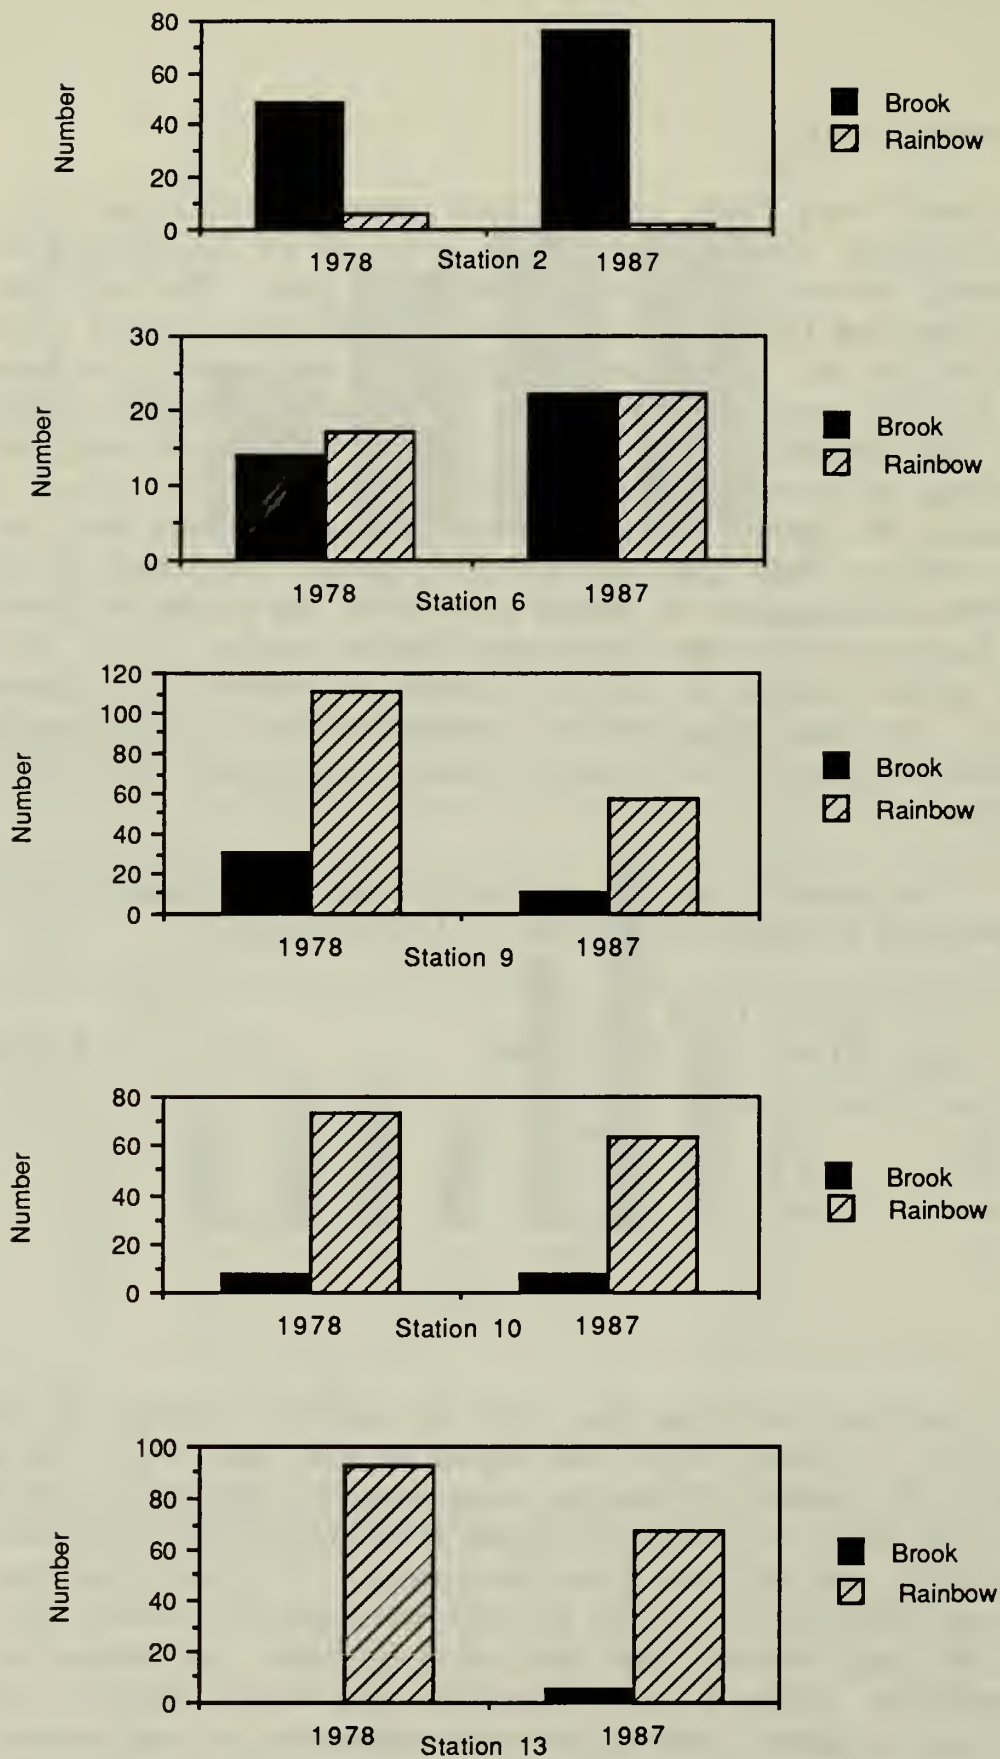 80
60
40
20
0
Number
1978 Station 2 1987
Brook
Rainbow
30
20
10
0
Number
1978 Station 6 1987
Brook
Rainbow
120
100
80
60
40
20
0
Number
1978 Station 9 1987
Brook
Rainbow
80
60
40
20
0
Number
1978 Station 10 1987
Brook
Rainbow
100
80
60
40
20
0
Number
1978 Station 13 1987
Brook
Rainbow